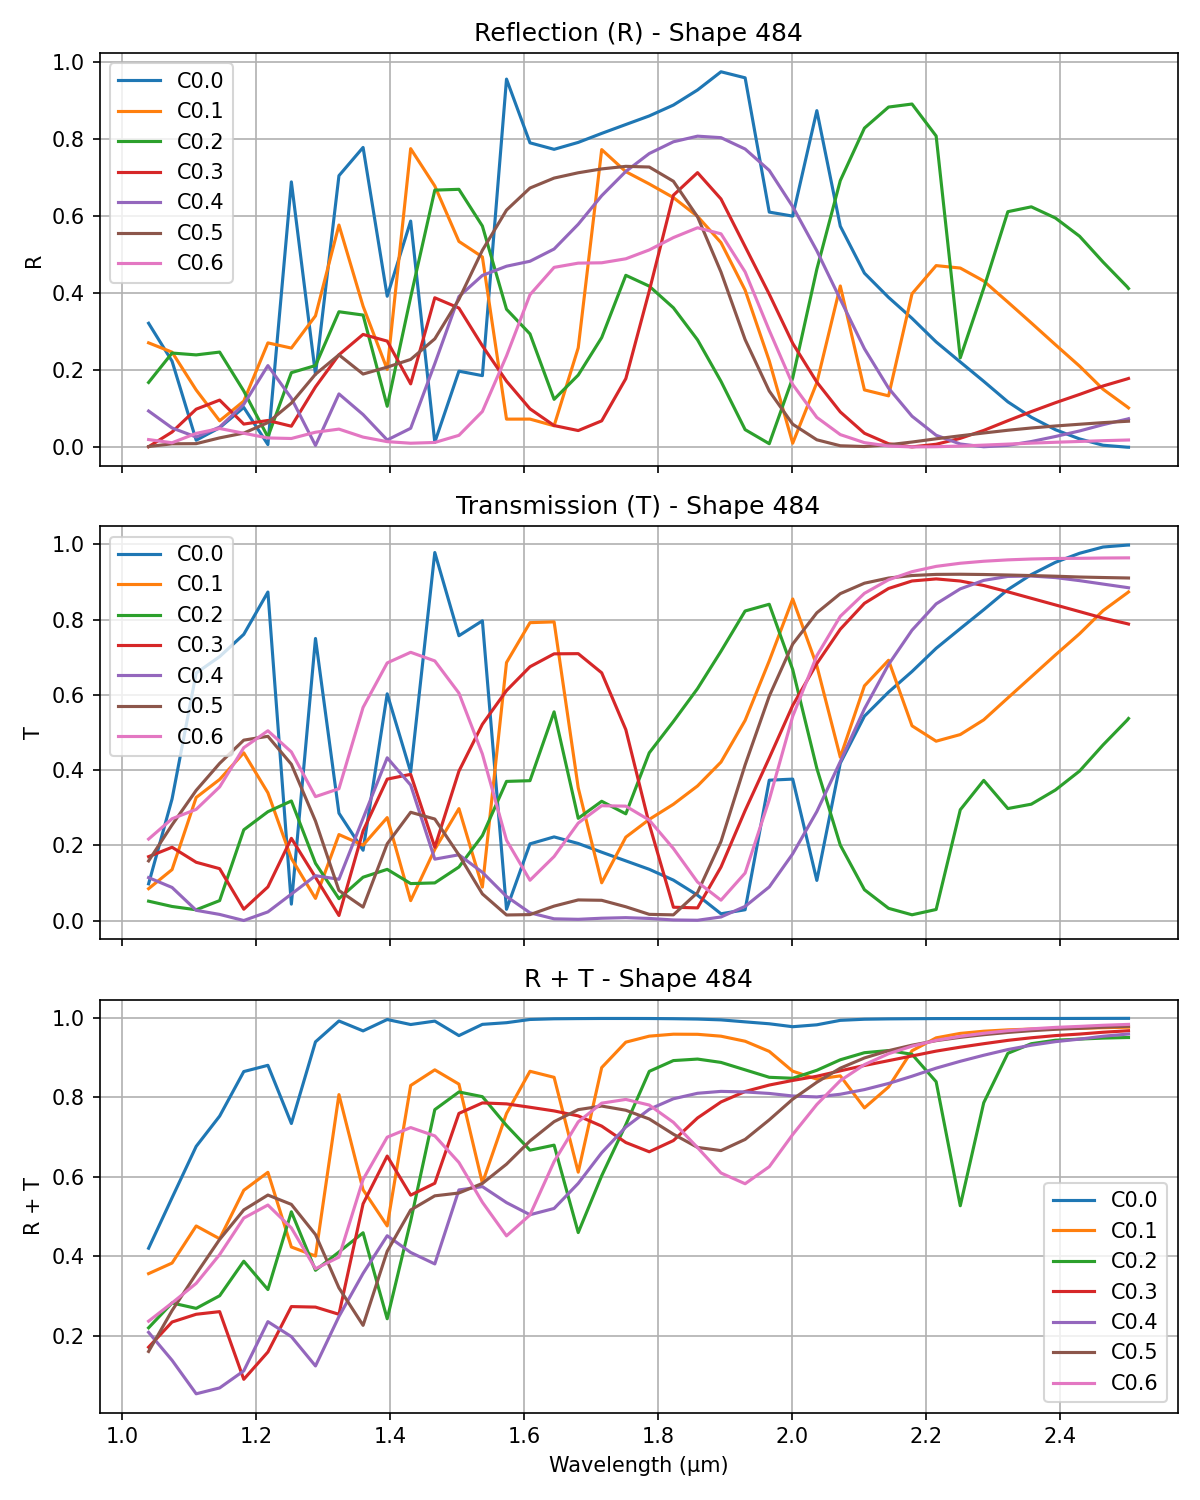 Reflection (R) - Shape 484
1.0
0.8
0.6
0.4
0.2
0.0
R
C0.0
C0.1
C0.2
C0.3
C0.4
C0.5
C0.6
Transmission (T) - Shape 484
1.0
0.8
0.6
0.4
0.2
0.0
T
C0.0
C0.1
C0.2
C0.3
C0.4
C0.5
C0.6
R + T - Shape 484
1.0
0.8
0.6
0.4
0.2
R + T
C0.0
C0.1
C0.2
C0.3
C0.4
C0.5
C0.6
1.0 1.2 1.4 1.6 1.8 2.0 2.2 2.4
Wavelength (μm)